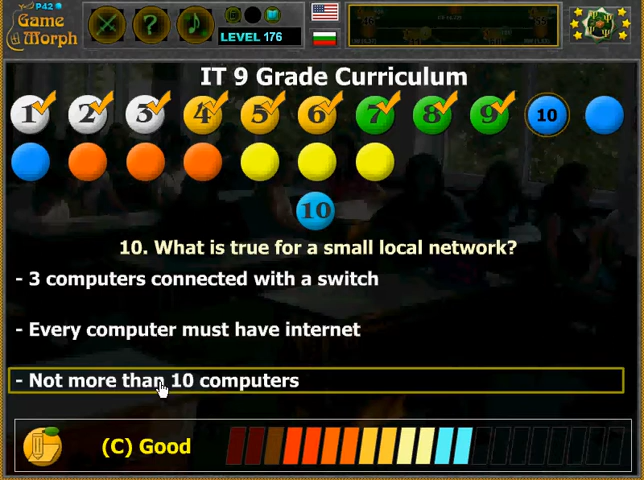 P42
Game
Morph
?
LEVEL 176
IT 9 Grade Curriculum
1 2 3 4 5 6 7 8 9 10
10
10. What is true for a small local network?
- 3 computers connected with a switch
- Every computer must have internet
- Not more than 10 computers
(C) Good